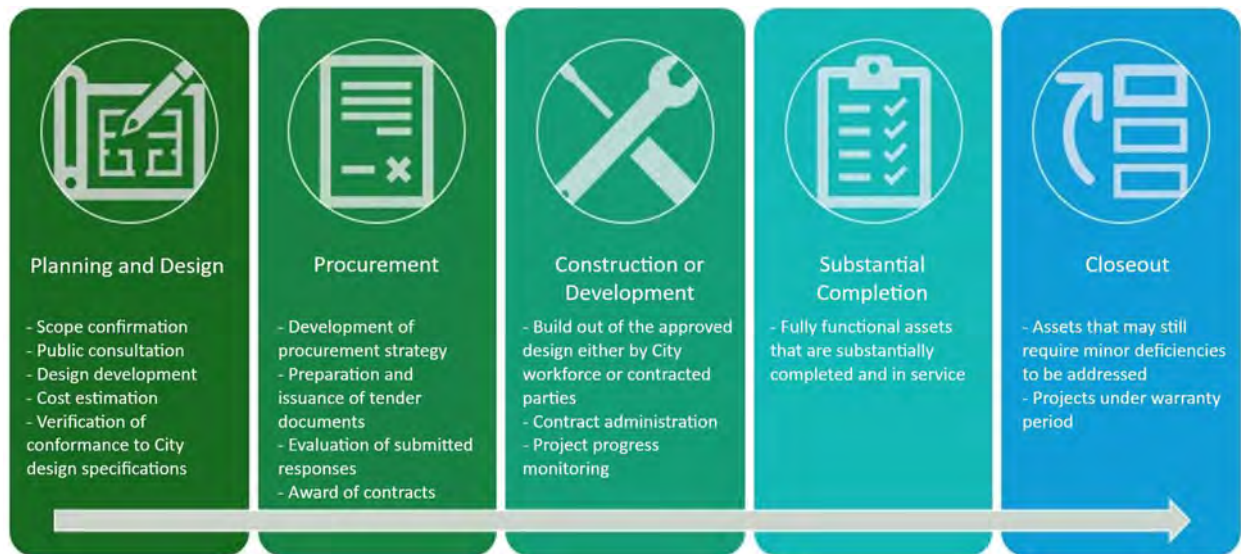 Planning and Design
- Scope confirmation
- Public consultation
- Design development
- Cost estimation
- Verification of
conformance to City
design specifications
Procurement
- Development of
procurement strategy
- Preparation and
issuance of tender
documents
- Evaluation of submitted
responses
- Award of contracts
Construction or
Development
- Build out of the approved
design either by City
workforce or contracted
parties
- Contract administration
- Project progress
monitoring
Substantial
Completion
- Fully functional assets
that are substantially
completed and in service
Closeout
- Assets that may still
require minor deficiencies
to be addressed
- Projects under warranty
period